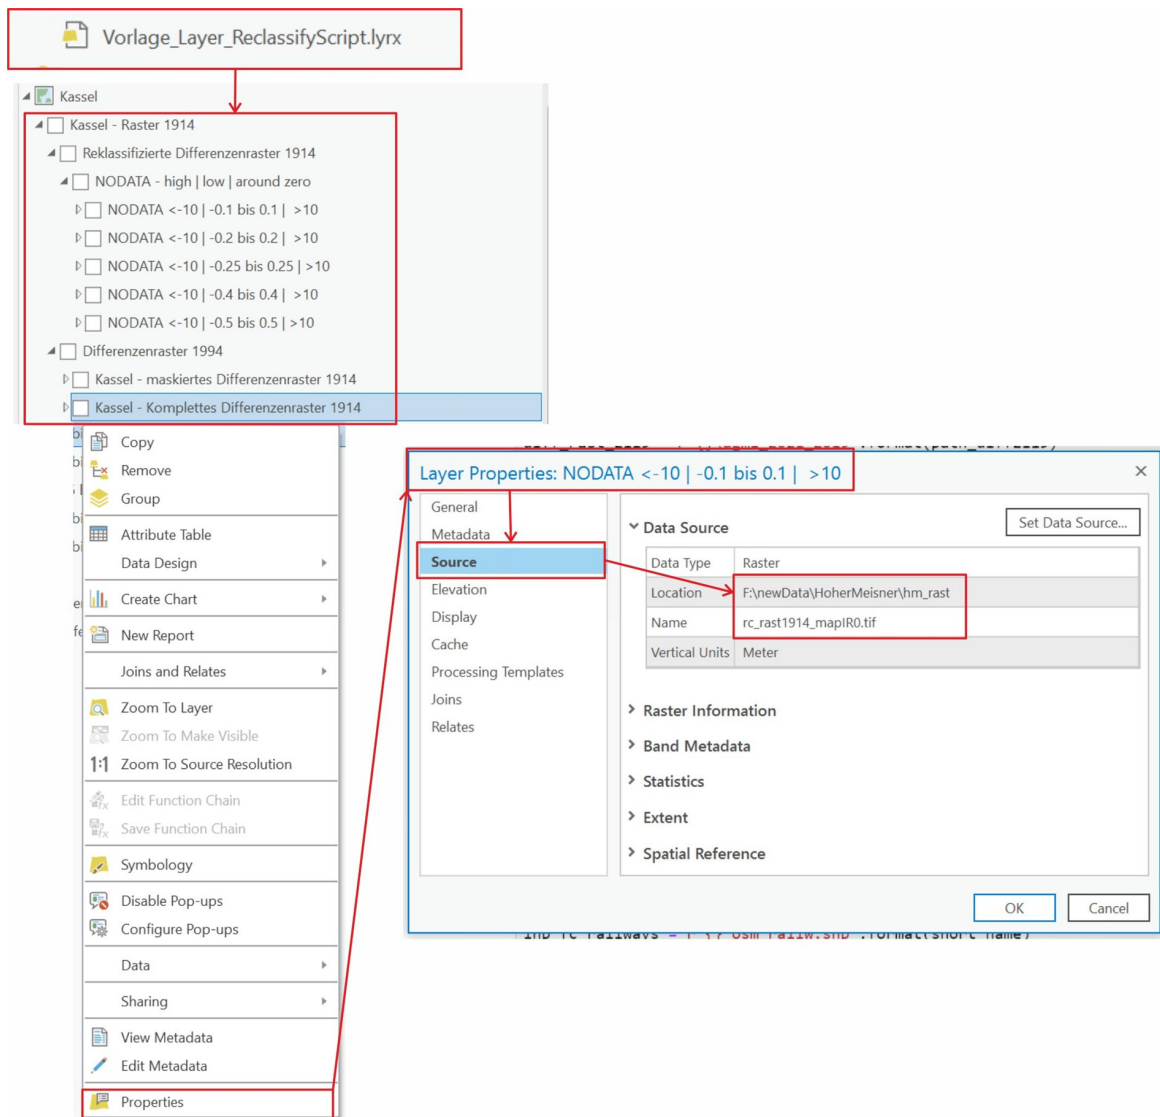 Vorlage_Layer_ReclassifyScript.lyrx
Kassel
Kassel - Raster 1914
Reklassifizierte Differenzenraster 1914
NODATA - high | low | around zero
NODATA <-10 | -0.1 bis 0.1 | >10
NODATA <-10 | -0.2 bis 0.2 | >10
NODATA <-10 | -0.25 bis 0.25 | >10
NODATA <-10 | -0.4 bis 0.4 | >10
NODATA <-10 | -0.5 bis 0.5 | >10
Differenzenraster 1994
Kassel - maskiertes Differenzenraster 1914
Kassel - Komplettes Differenzenraster 1914
Copy
Remove
Group
Attribute Table
Data Design
Create Chart
New Report
Joins and Relates
Zoom To Layer
Zoom To Make Visible
1:1 Zoom To Source Resolution
Edit Function Chain
Save Function Chain
Symbology
Disable Pop-ups
Configure Pop-ups
Data
Sharing
View Metadata
Edit Metadata
Properties
Layer Properties: NODATA <-10 | -0.1 bis 0.1 | >10
General
Metadata
Source
Elevation
Display
Cache
Processing Templates
Joins
Relates
Data Source
Set Data Source...
Data Type Raster
Location F:\newData\HoherMeisner\hm_rast
Name rc_rast1914_mapIR0.tif
Vertical Units Meter
Raster Information
Band Metadata
Statistics
Extent
Spatial Reference
OK
Cancel